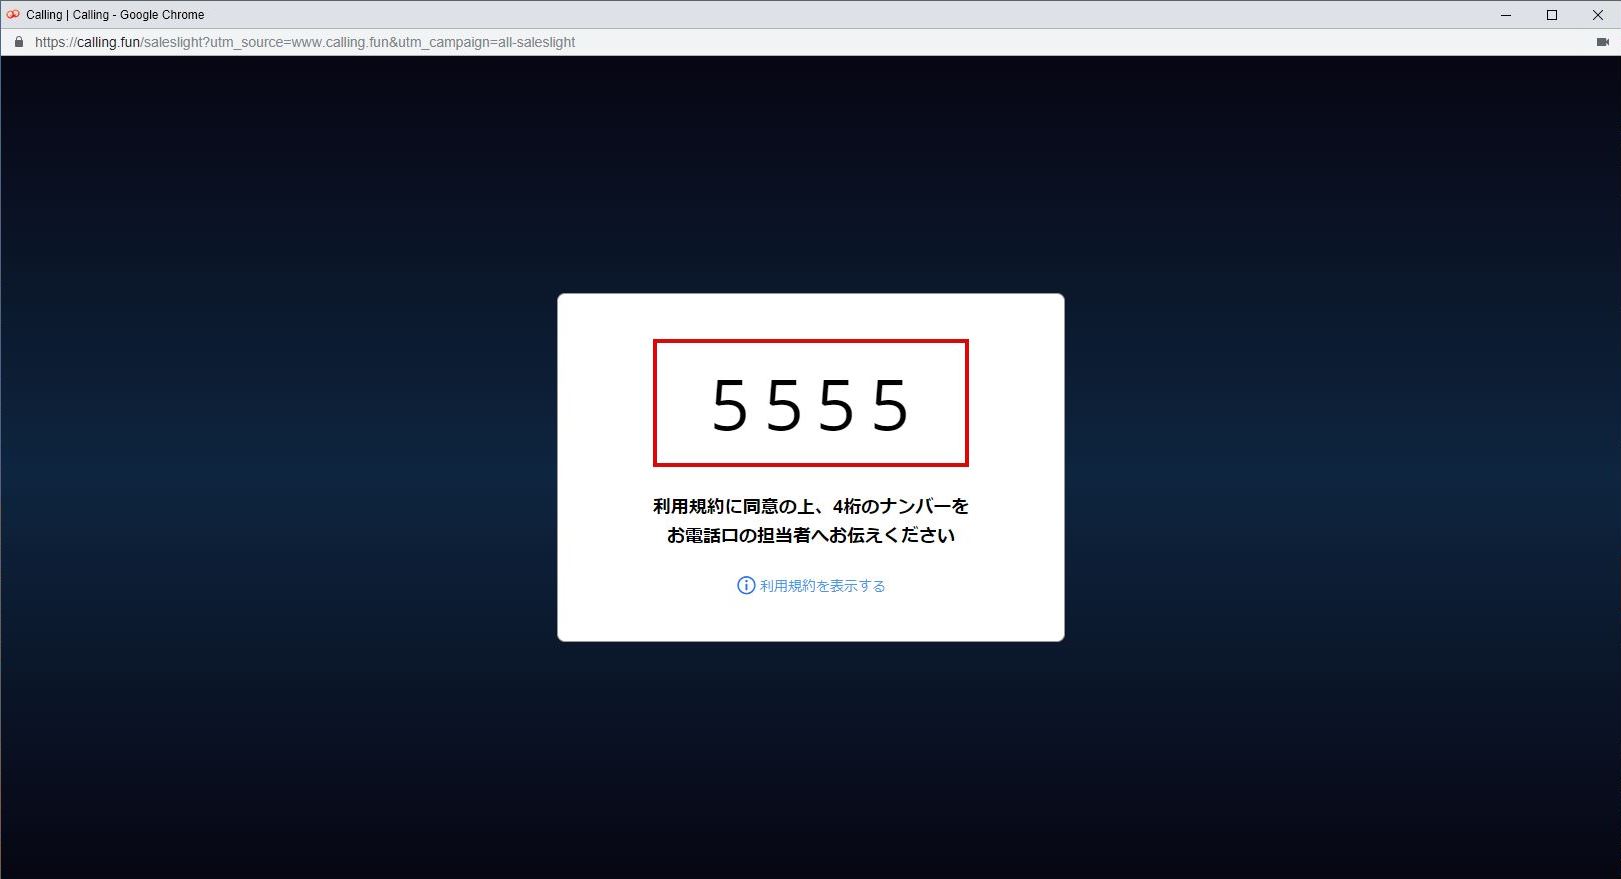 Calling | Calling - Google Chrome
https://calling.fun/saleslight?utm_source=www.calling.fun&utm_campaign=all-saleslight
5555
利用規約に同意の上、4桁のナンバーを
お電話口の担当者へお伝えください
利用規約を表示する